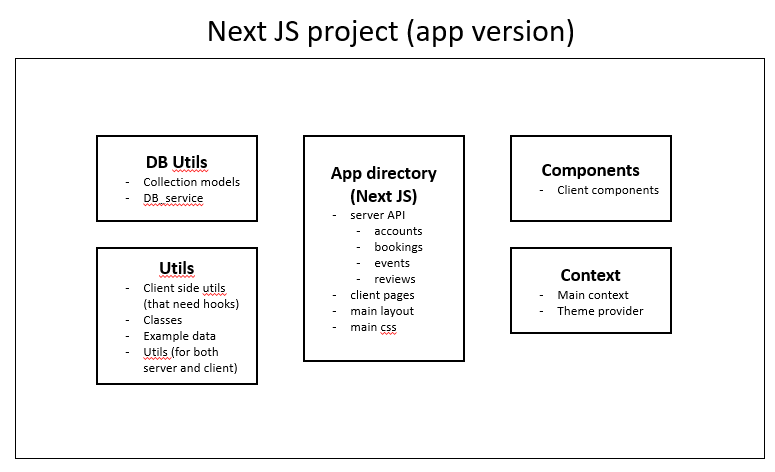 Next JS project (app version)
DB Utils
- Collection models
- DB_service
Utils
- Client side utils
(that need hooks)
- Classes
- Example data
- Utils (for both
server and client)
App directory
(Next JS)
- server API
- accounts
- bookings
- events
- reviews
- client pages
- main layout
- main css
Components
- Client components
Context
- Main context
- Theme provider